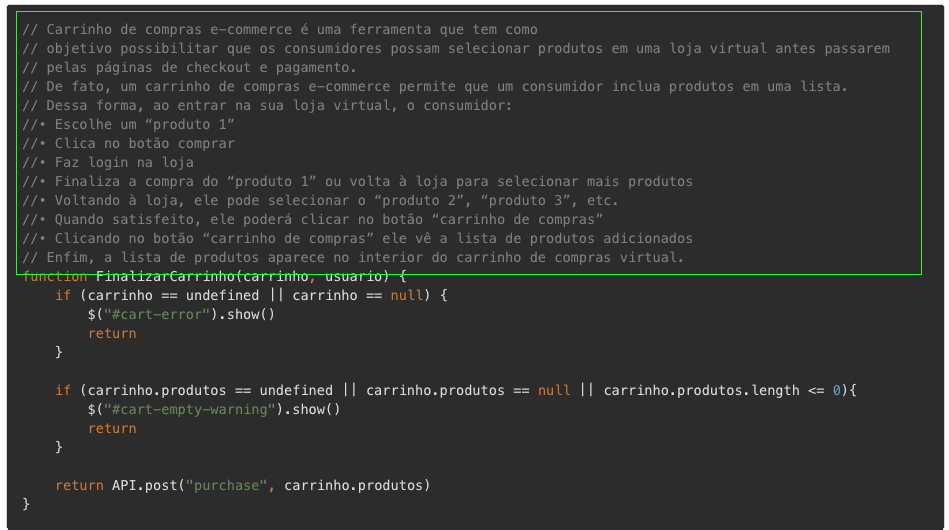 // Carrinho de compras e-commerce é uma ferramenta que tem como
// objetivo possibilitar que os consumidores possam selecionar produtos em uma loja virtual antes passarem
// pelas páginas de checkout e pagamento.
// De fato, um carrinho de compras e-commerce permite que um consumidor inclua produtos em uma lista.
// Dessa forma, ao entrar na sua loja virtual, o consumidor:
//• Escolhe um “produto 1”
//• Clica no botão comprar
//• Faz login na loja
//• Finaliza a compra do “produto 1” ou volta à loja para selecionar mais produtos
//• Voltando à loja, ele pode selecionar o “produto 2”, “produto 3”, etc.
//• Quando satisfeito, ele poderá clicar no botão “carrinho de compras”
//• Clicando no botão “carrinho de compras” ele vê a lista de produtos adicionados
// Enfim, a lista de produtos aparece no interior do carrinho de compras virtual.
function FinalizarCarrinho(carrinho, usuario) {
    if (carrinho == undefined || carrinho == null) {
        $("#cart-error").show()
        return
    }

    if (carrinho.produtos == undefined || carrinho.produtos == null || carrinho.produtos.length <= 0){
        $("#cart-empty-warning").show()
        return
    }

    return API.post("purchase", carrinho.produtos)
}